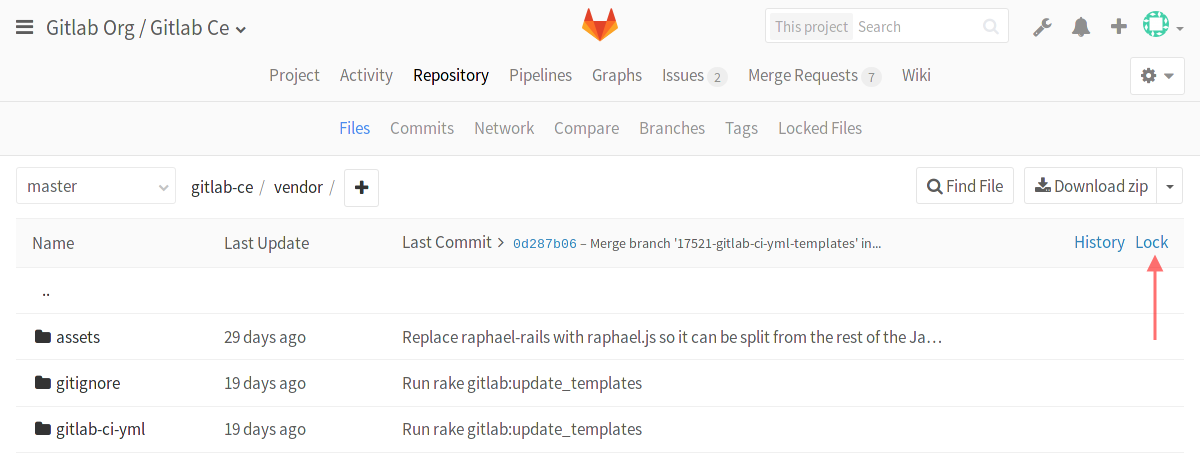 Gitlab Org / Gitlab Ce
This project Search
Project Activity Repository Pipelines Graphs Issues 2 Merge Requests 7 Wiki
Files Commits Network Compare Branches Tags Locked Files
master gitlab-ce / vendor / Find File Download zip
Name Last Update Last Commit > 0d287b06 – Merge branch '17521-gitlab-ci-yml-templates' in... History Lock
..
assets 29 days ago Replace raphael-rails with raphael.js so it can be split from the rest of the Ja…
gitignore 19 days ago Run rake gitlab:update_templates
gitlab-ci-yml 19 days ago Run rake gitlab:update_templates